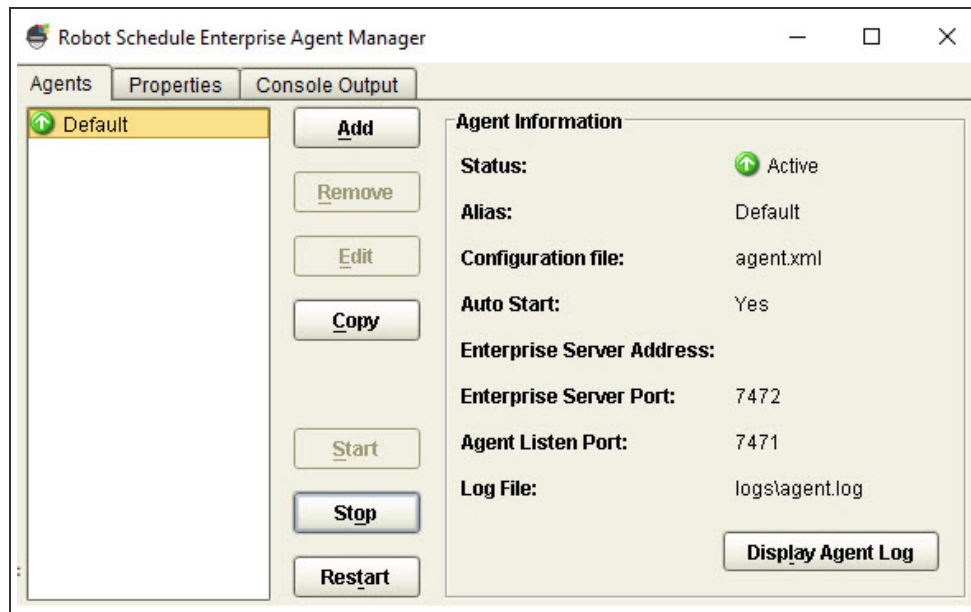 Robot Schedule Enterprise Agent Manager
Agents Properties Console Output
Default
Add
Remove
Edit
Copy
Start
Stop
Restart
Agent Information
Status: Active
Alias: Default
Configuration file: agent.xml
Auto Start: Yes
Enterprise Server Address:
Enterprise Server Port: 7472
Agent Listen Port: 7471
Log File: logs\agent.log
Display Agent Log